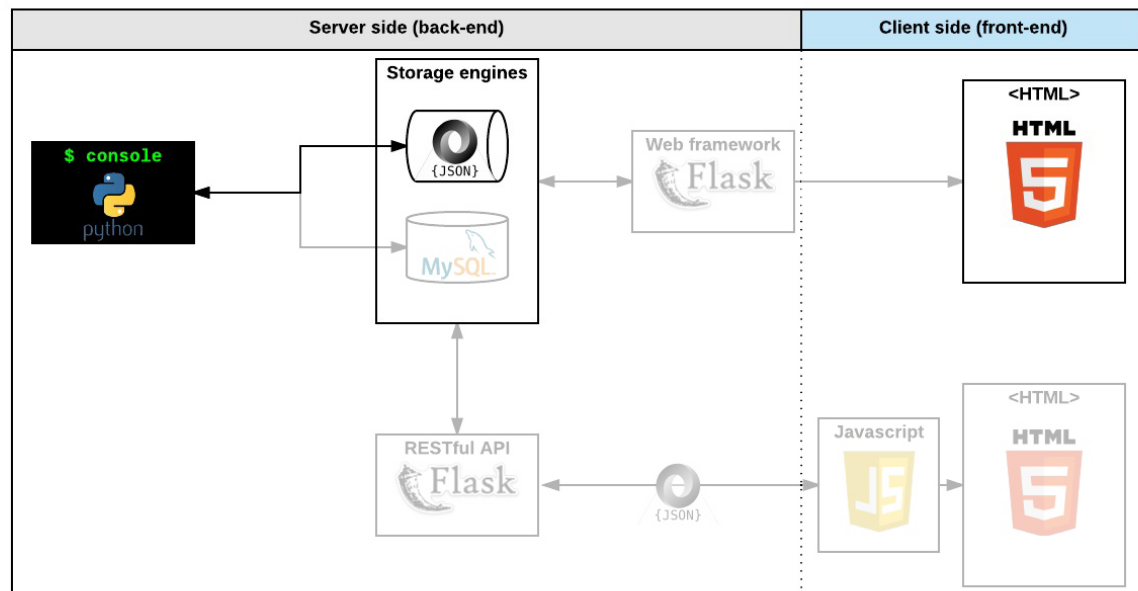 Server side (back-end)
Client side (front-end)
Storage engines
{JSON}
MySQL
$ console
python
Web framework
Flask
<HTML>
HTML
5
RESTful API
Flask
{JSON}
Javascript
JS
<HTML>
HTML
5